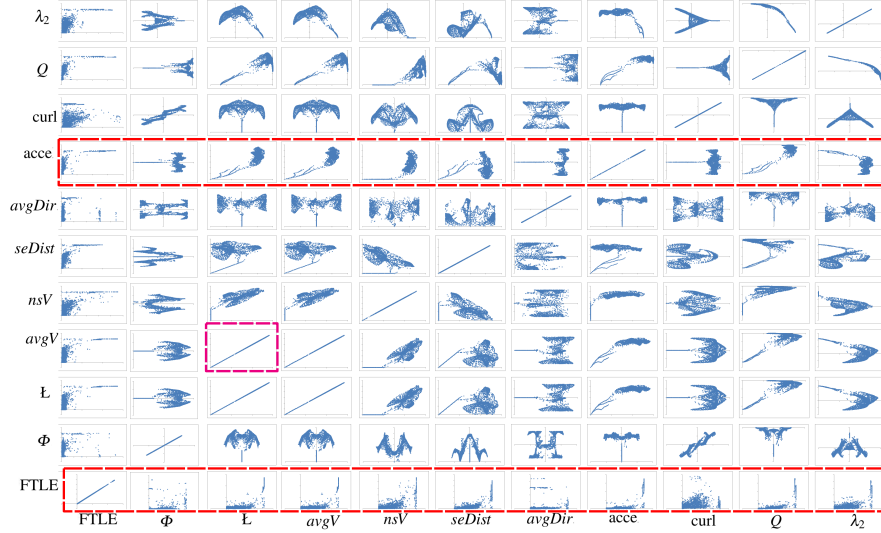 λ₂
Q
curl
acce
avgDir
seDist
nsV
avgV
Ł
Φ
FTLE
FTLE Φ Ł avgV nsV seDist avgDir acce curl Q λ₂